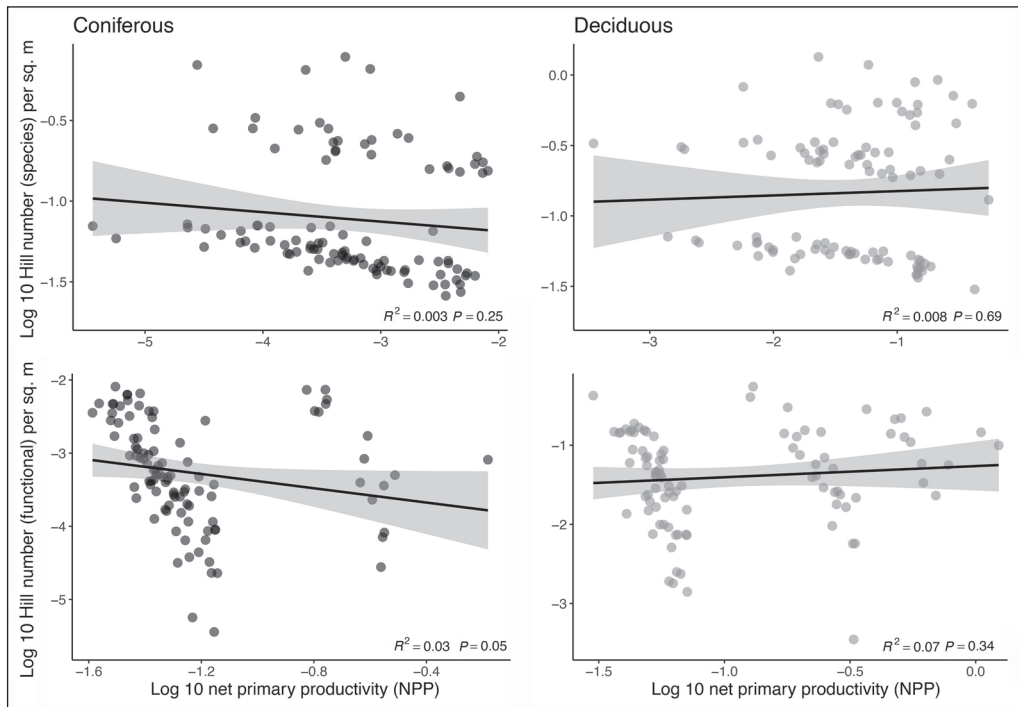 Coniferous
Deciduous
Log 10 Hill number (species) per sq. m
−0.5
−1.0
−1.5
−5
−4
−3
−2
R² = 0.003 P = 0.25
0.0
−0.5
−1.0
−1.5
−3
−2
−1
R² = 0.008 P = 0.69
Log 10 Hill number (functional) per sq. m
−2
−3
−4
−5
−1.6
−1.2
−0.8
−0.4
R² = 0.03 P = 0.05
Log 10 net primary productivity (NPP)
−1
−2
−3
−1.5
−1.0
−0.5
0.0
R² = 0.07 P = 0.34
Log 10 net primary productivity (NPP)